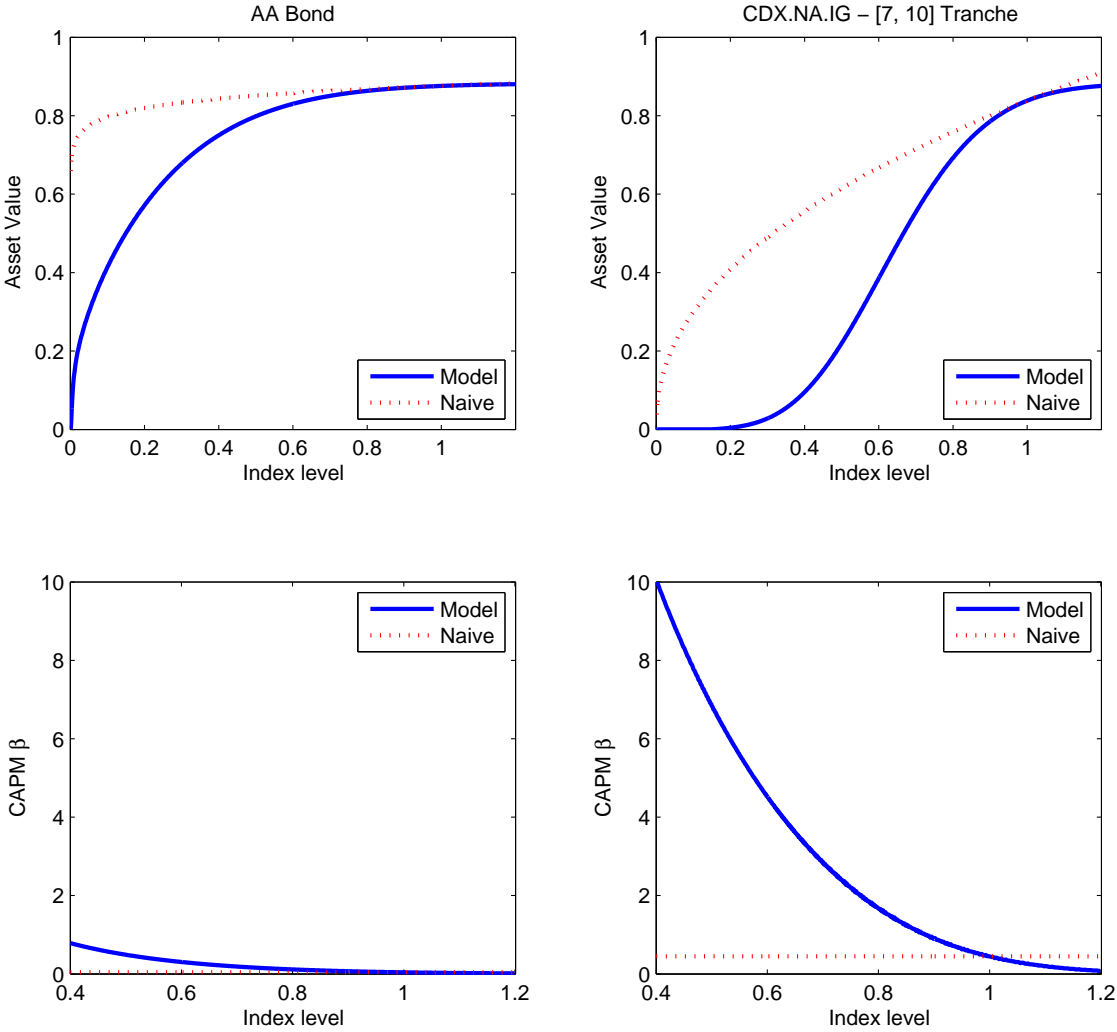 AA Bond
1
0.8
0.6
0.4
0.2
0
Asset Value
0 0.2 0.4 0.6 0.8 1
Index level
Model
Naive
CDX.NA.IG − [7, 10] Tranche
1
0.8
0.6
0.4
0.2
0
Asset Value
0 0.2 0.4 0.6 0.8 1
Index level
Model
Naive
10
8
6
4
2
0
CAPM β
0.4 0.6 0.8 1 1.2
Index level
Model
Naive
10
8
6
4
2
0
CAPM β
0.4 0.6 0.8 1 1.2
Index level
Model
Naive